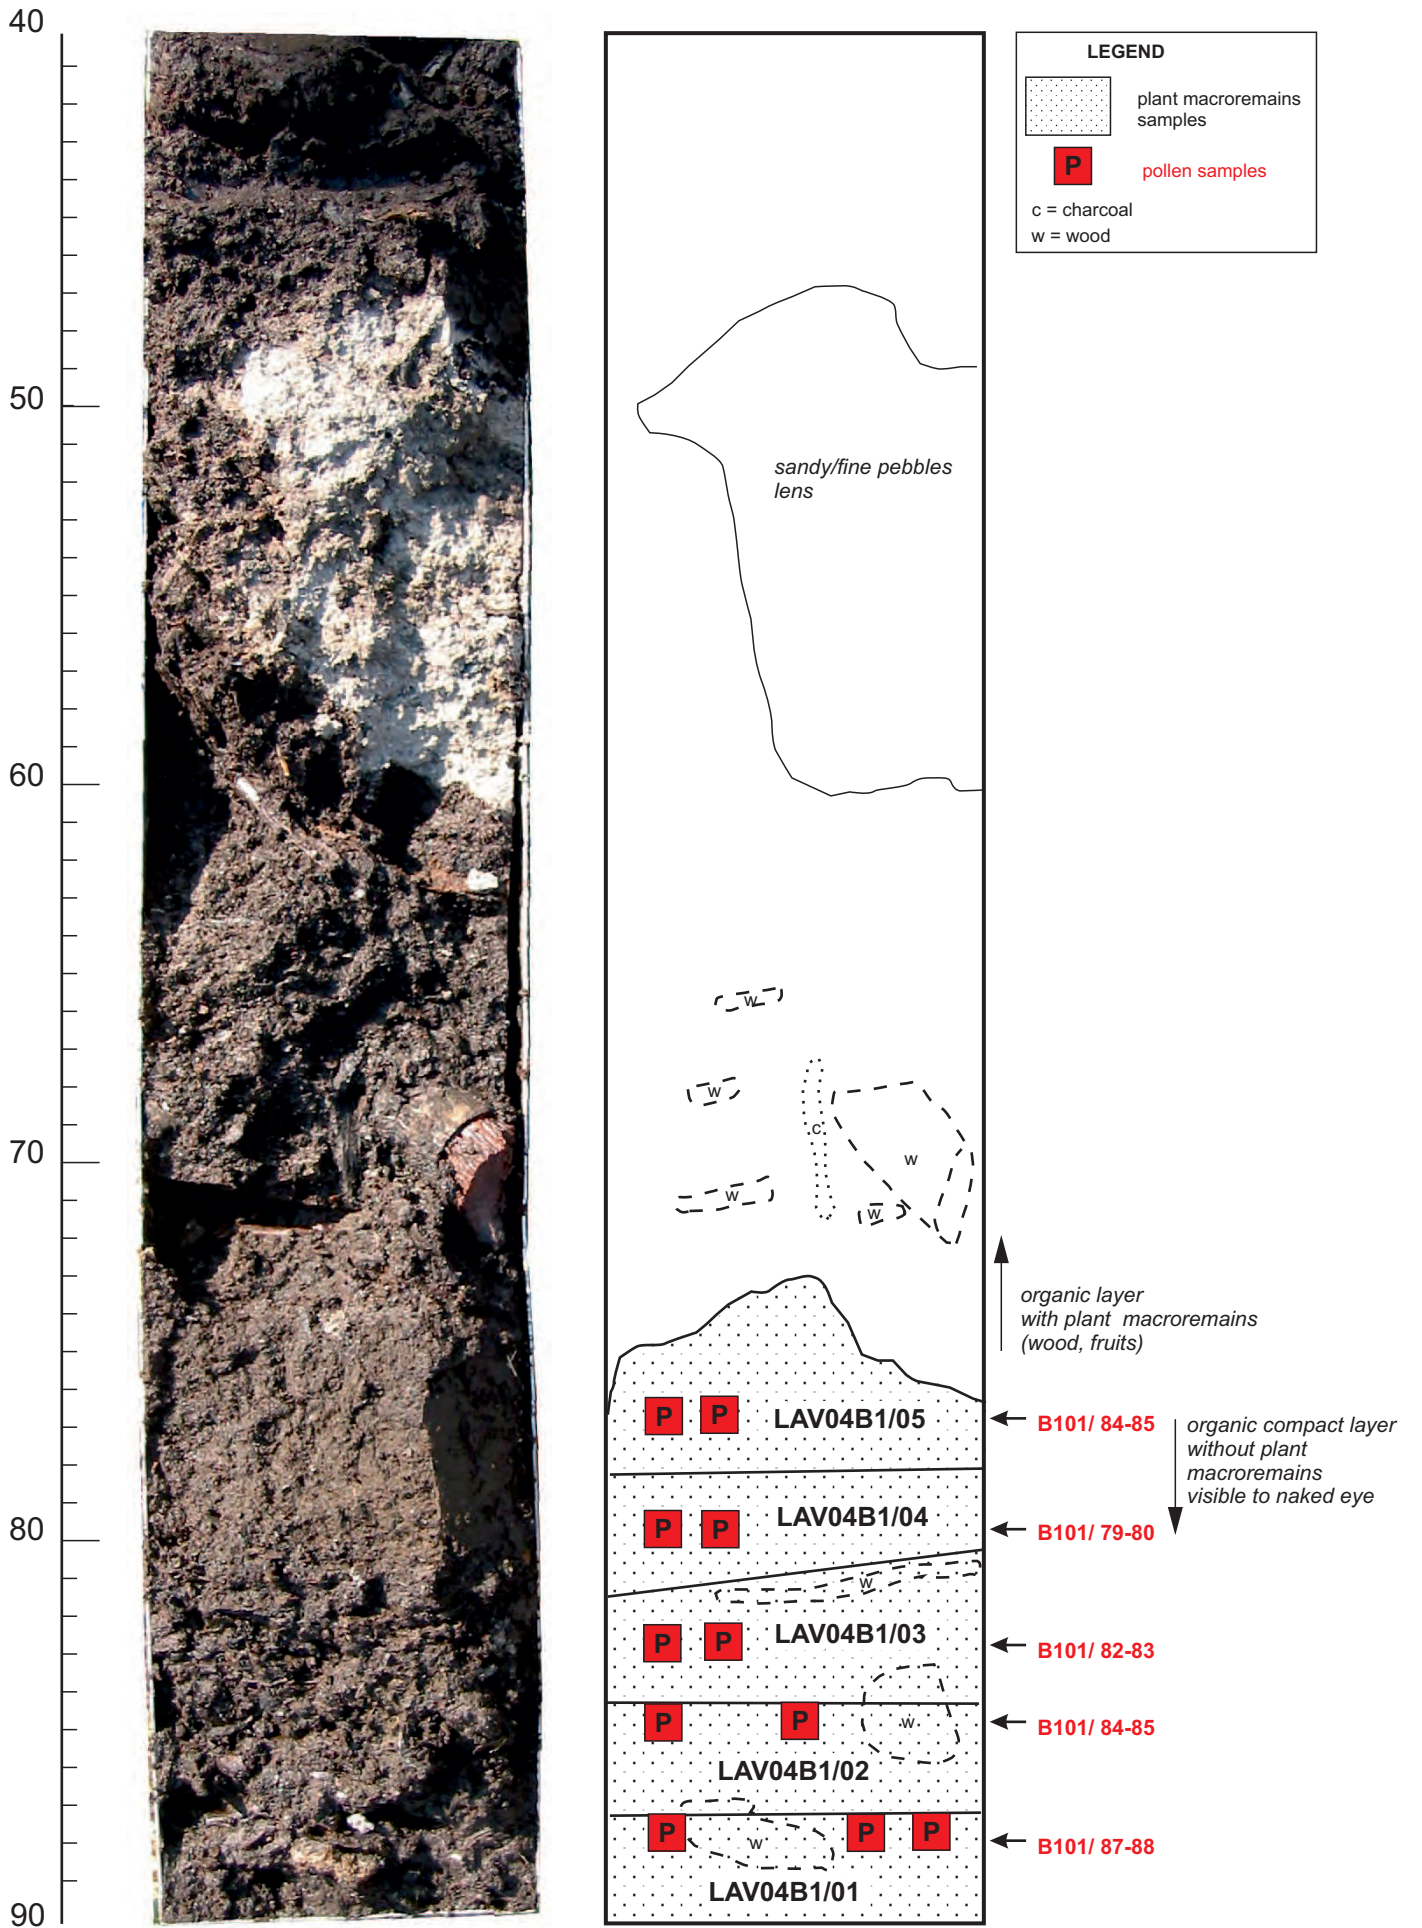 40
50
60
70
80
90
LEGEND
plant macroremains
samples
P
pollen samples
c = charcoal
w = wood
sandy/fine pebbles
lens
w
w
c
w
w
w
organic layer
with plant macroremains
(wood, fruits)
P P LAV04B1/05
B101/ 84-85
organic compact layer
without plant
macroremains
visible to naked eye
P P LAV04B1/04
B101/ 79-80
w
P P LAV04B1/03
B101/ 82-83
P P w
B101/ 84-85
LAV04B1/02
P w P P
B101/ 87-88
LAV04B1/01